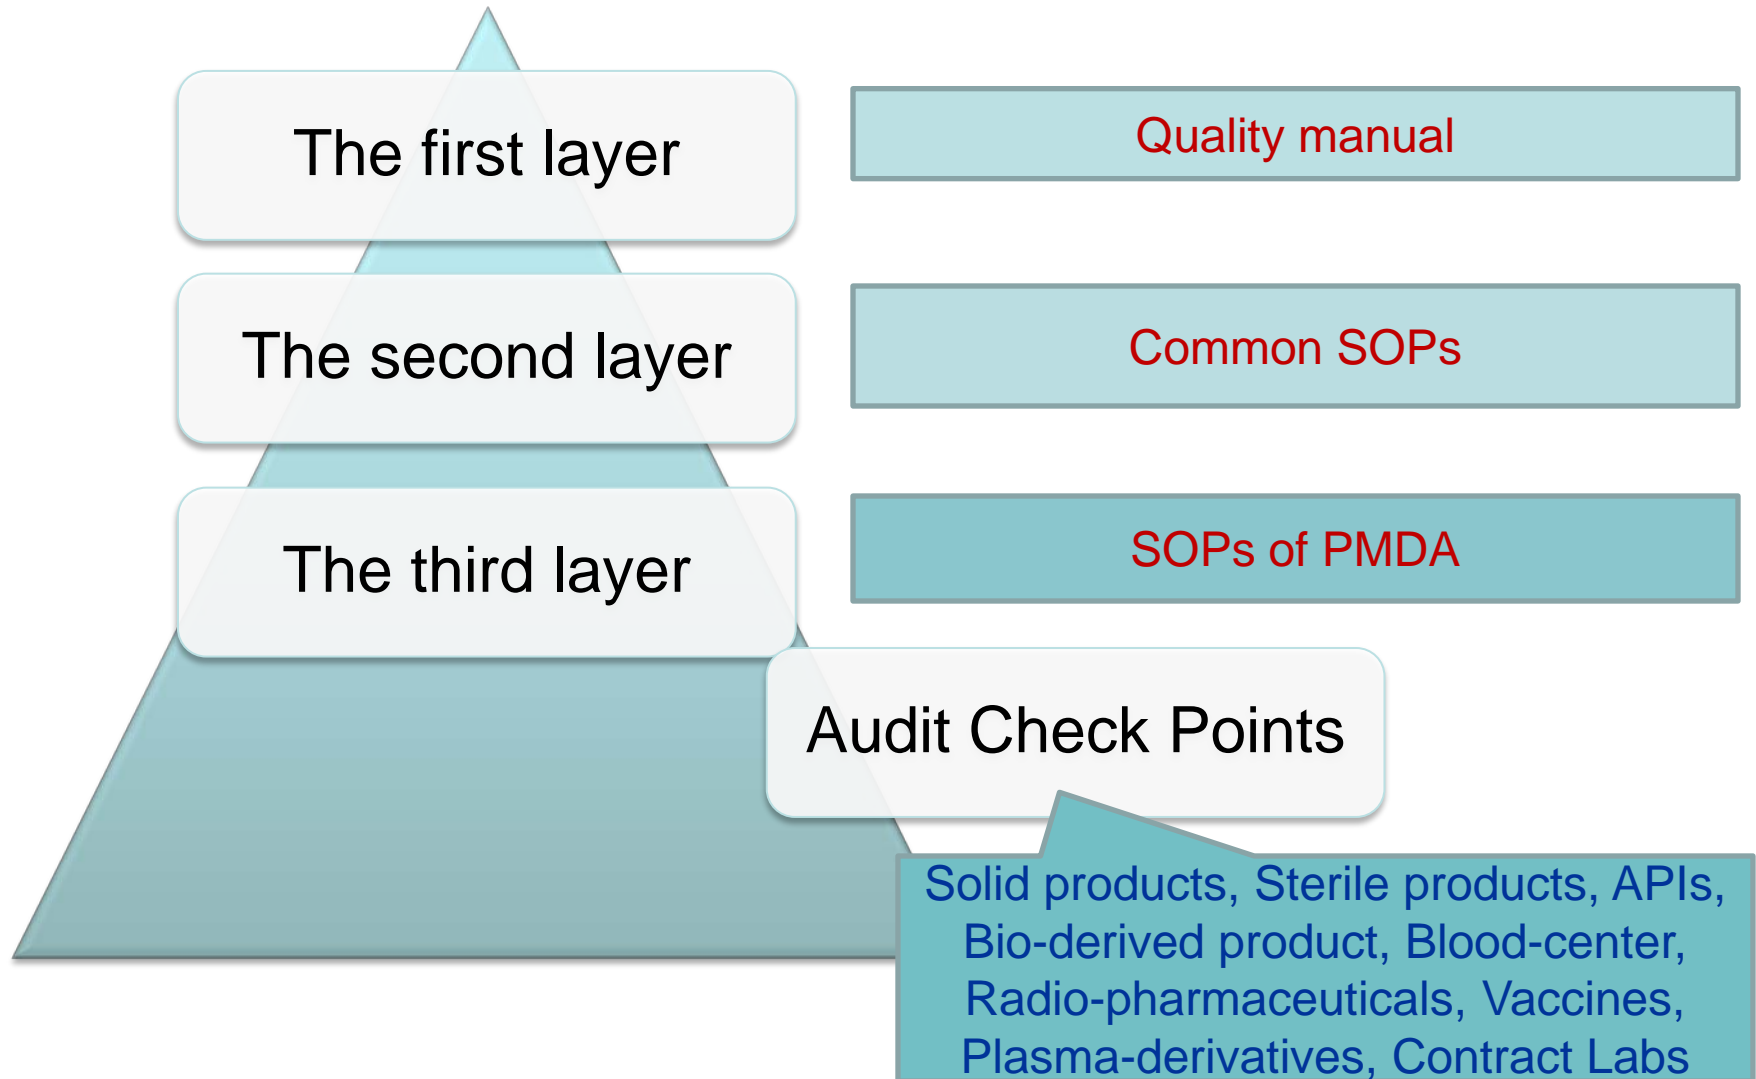 The first layer
Quality manual
The second layer
Common SOPs
The third layer
SOPs of PMDA
Audit Check Points
Solid products, Sterile products, APIs,
Bio-derived product, Blood-center,
Radio-pharmaceuticals, Vaccines,
Plasma-derivatives, Contract Labs